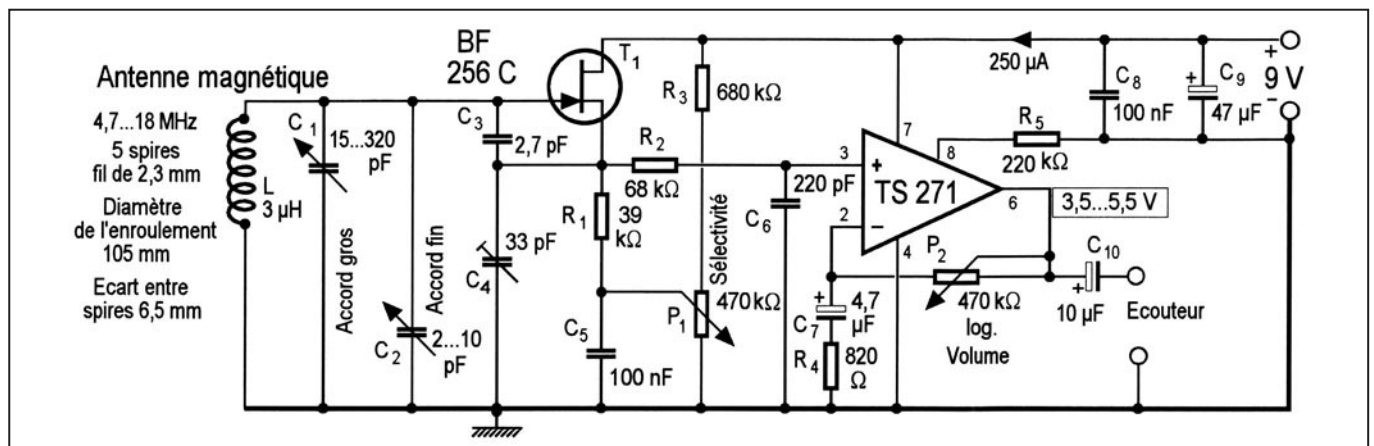 Antenne magnétique
4,7...18 MHz
5 spires
fil de 2,3 mm
Diamètre
de l'enroulement
105 mm
Ecart entre
spires 6,5 mm
L
3 µH
C1
15...320
pF
Accord gros
C2
2...10
pF
Accord fin
BF
256 C
T1
C3
2,7 pF
33 pF
C4
R1
39
kΩ
C5
100 nF
R2
68 kΩ
R3
680 kΩ
Sélectivité
P1
470 kΩ
220 pF
C6
3
+
TS 271
2
−
7
8
6
4
R5
220 kΩ
250 µA
C8
100 nF
C9
+
47 µF
+
9 V
−
3,5...5,5 V
P2
470 kΩ
log.
Volume
+
4,7
µF
C7
R4
820
Ω
C10
+
10 µF
Ecouteur